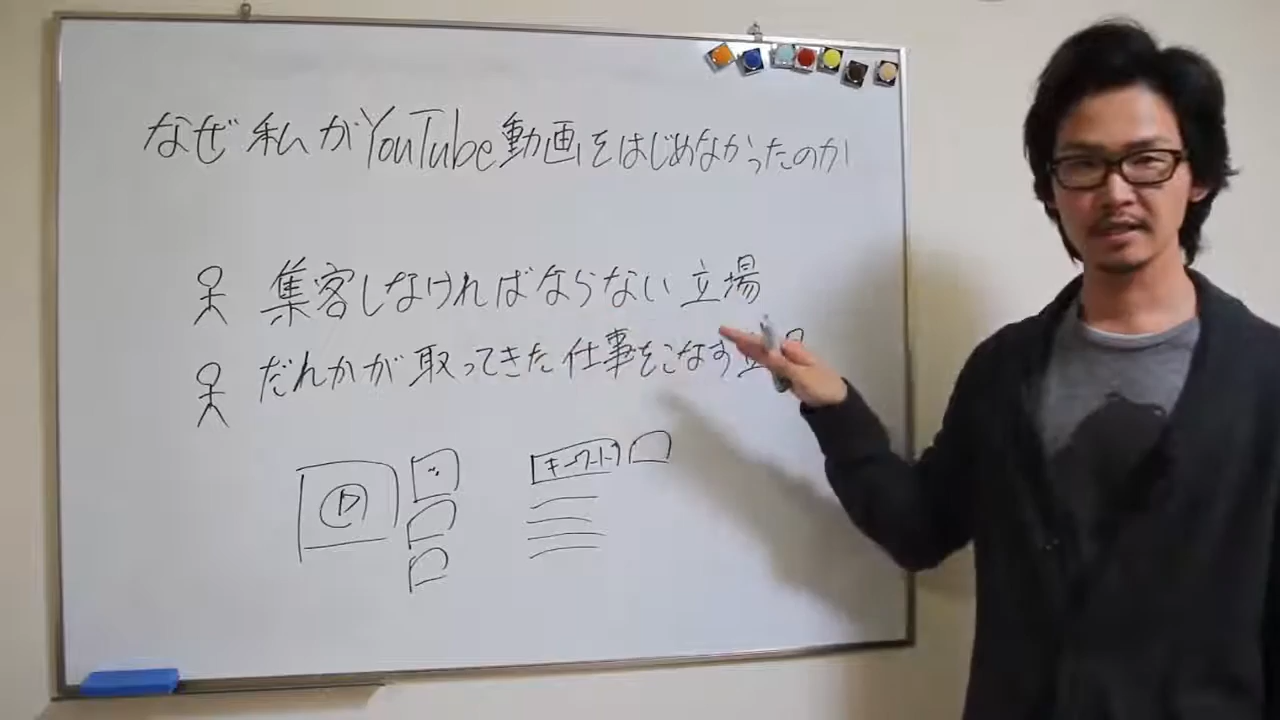 なぜ私がYouTube動画をはじめなかったのか
集客しなければならない立場
だれかが取ってきた仕事をこなす
キーワード